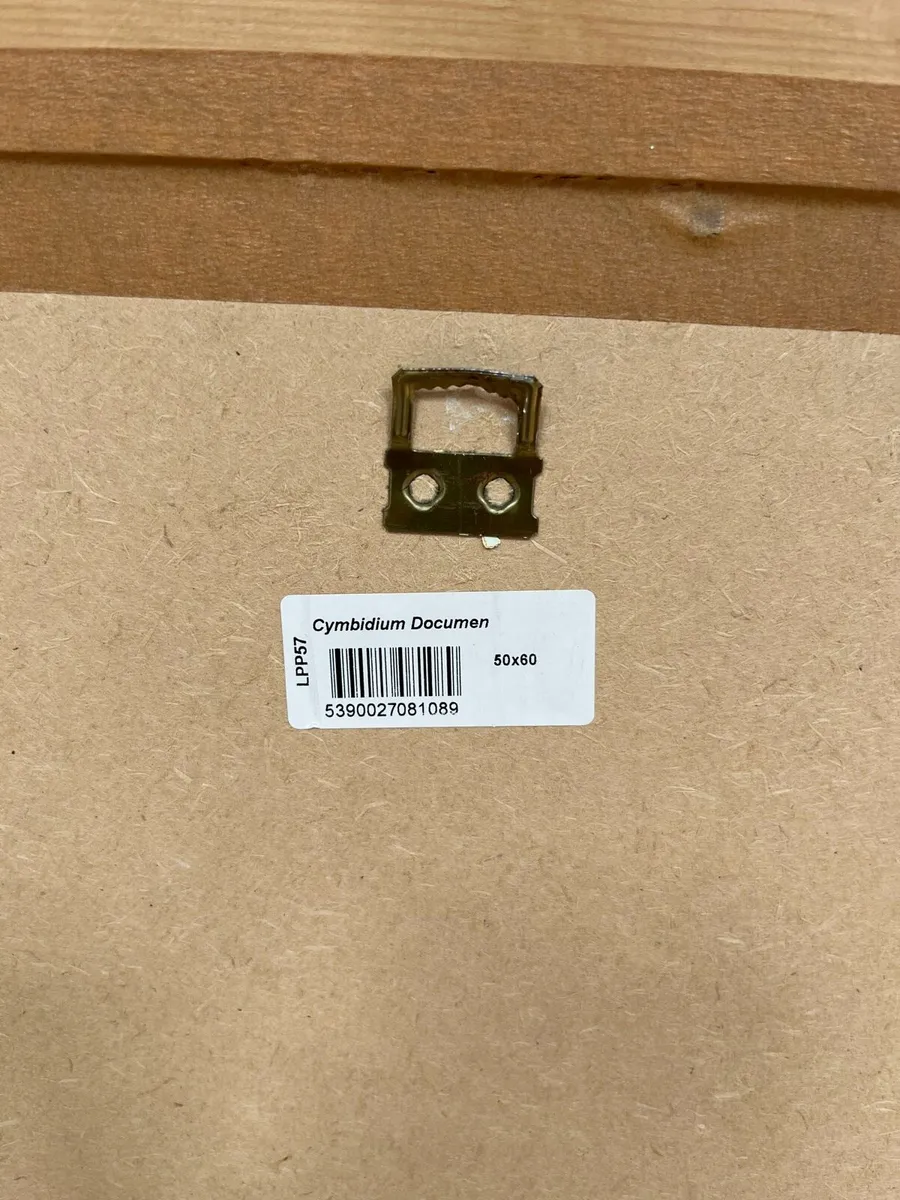 Cymbidium Documen
LPP57
50x60
5390027081089